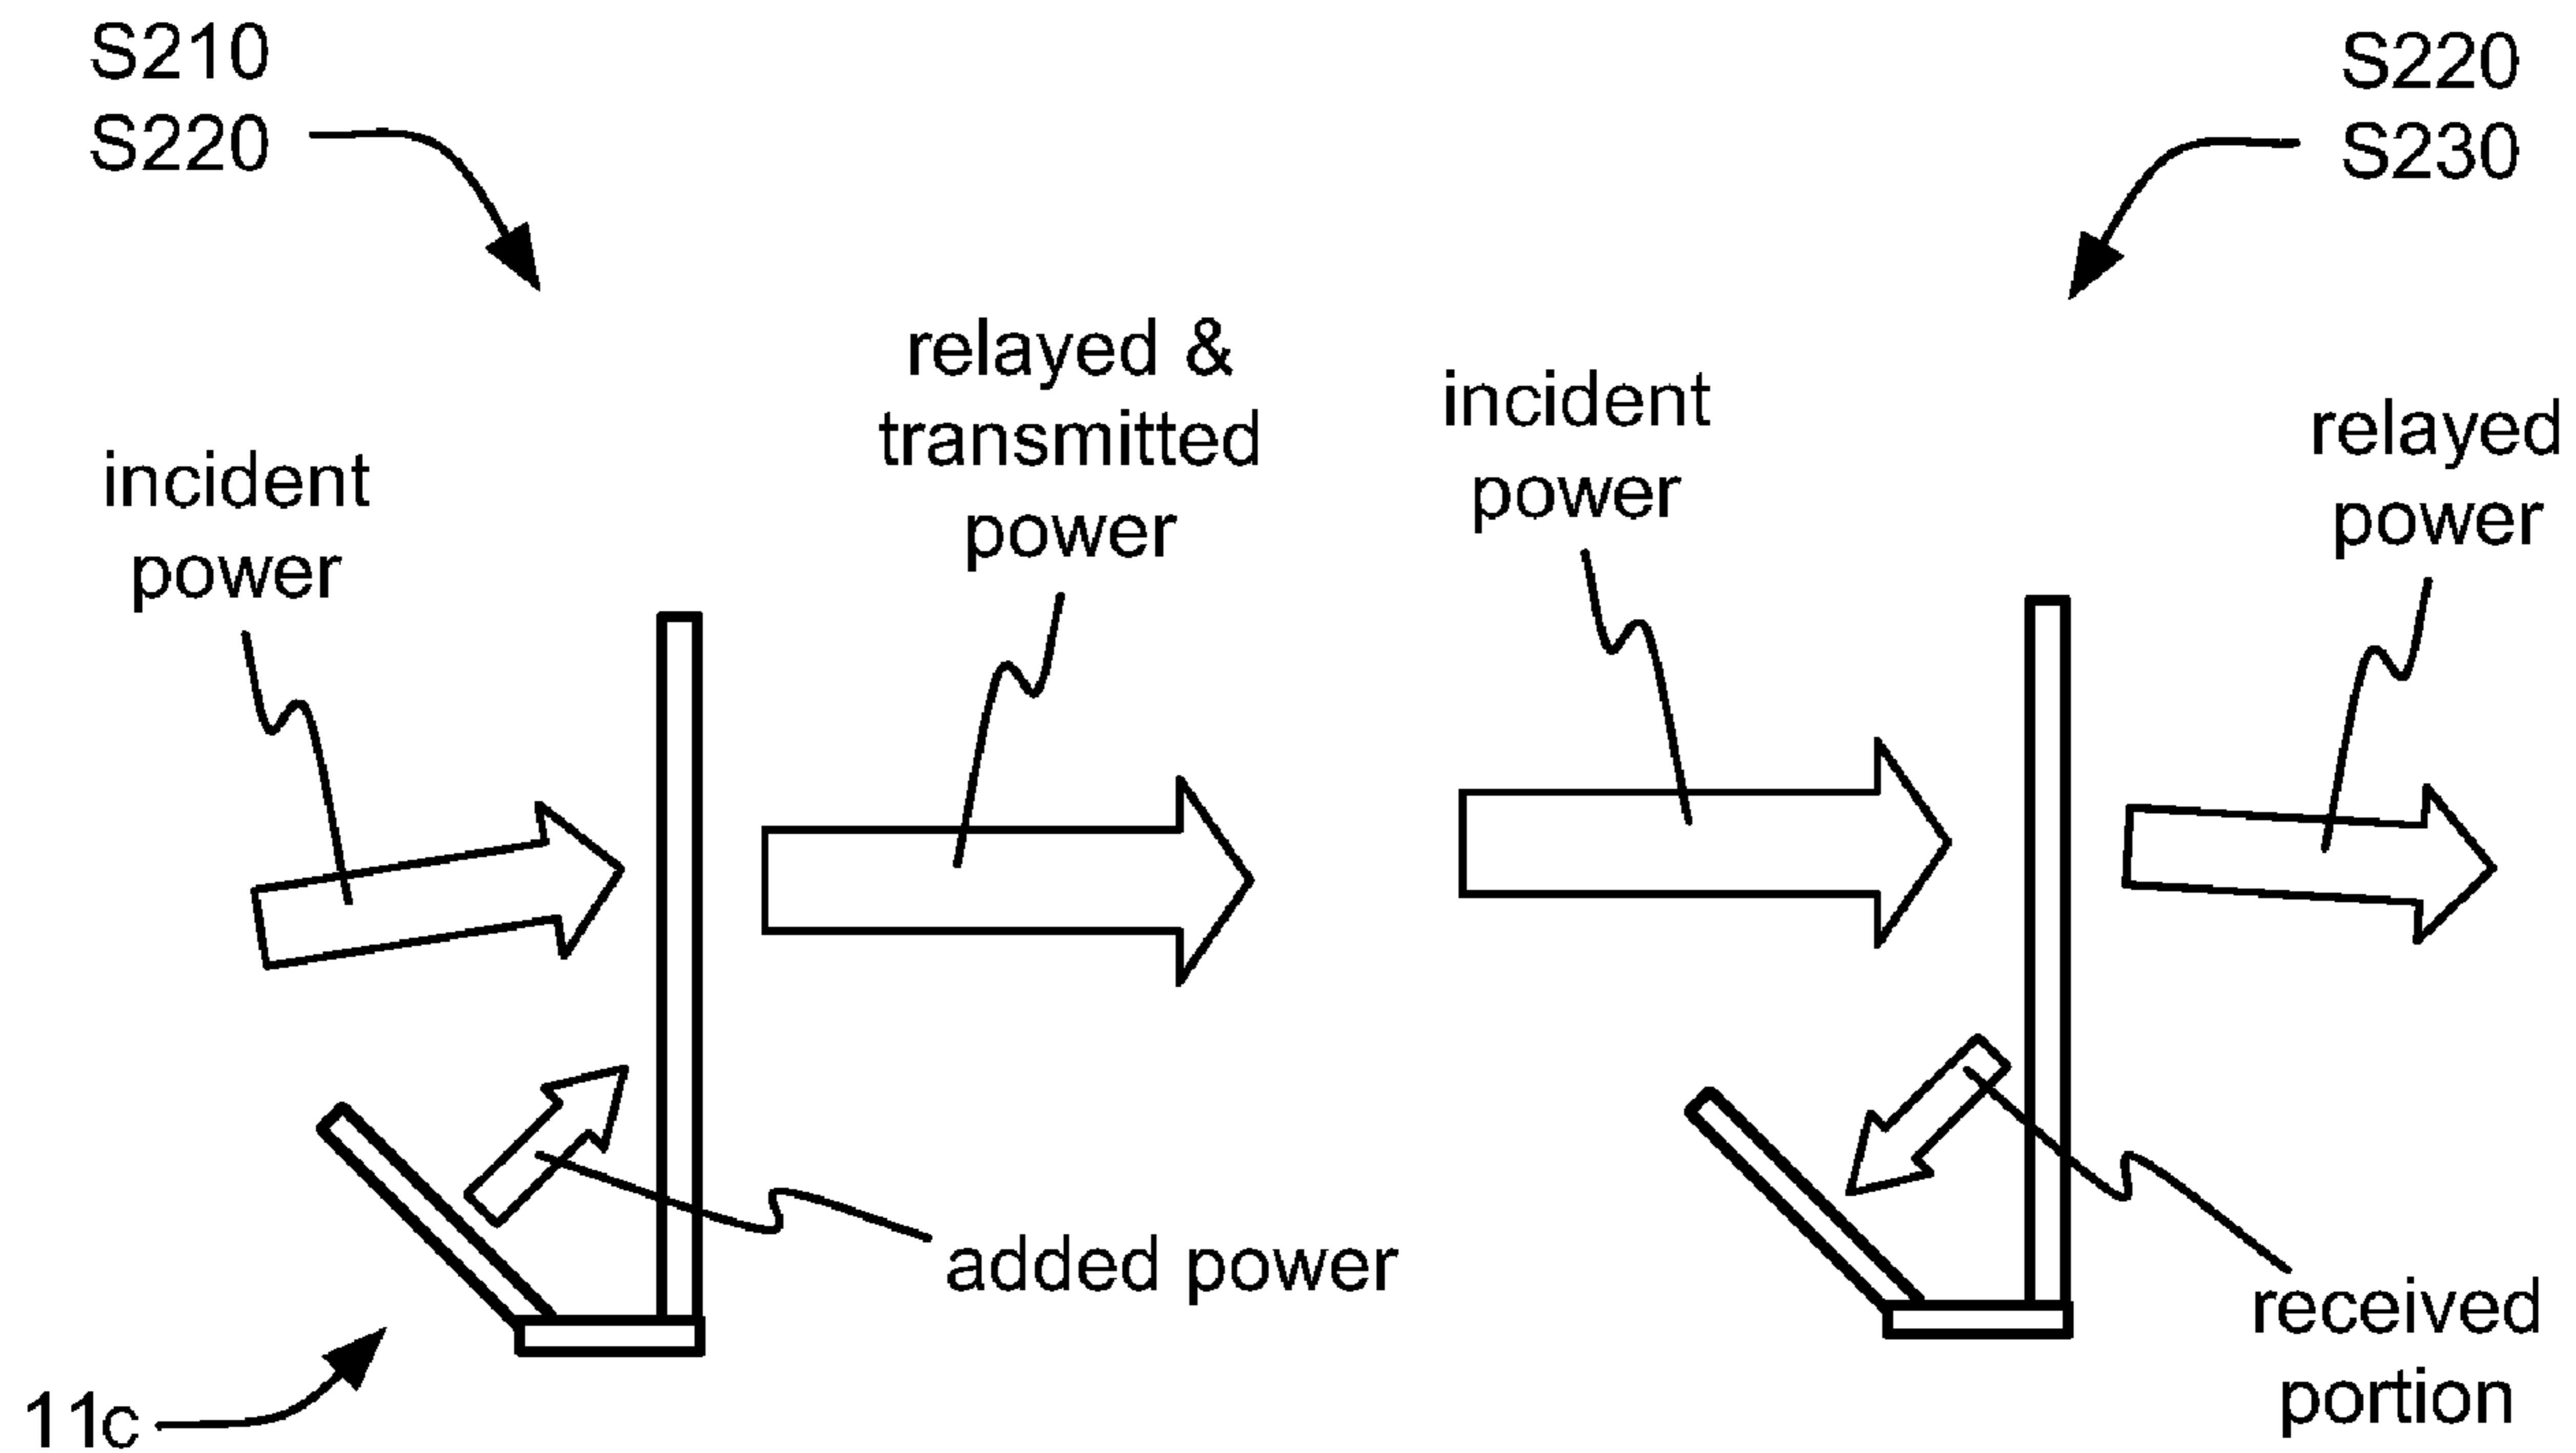 S210
S220
S220
S230
incident
power
relayed &
transmitted
power
incident
power
relayed
power
added power
received
portion
11c